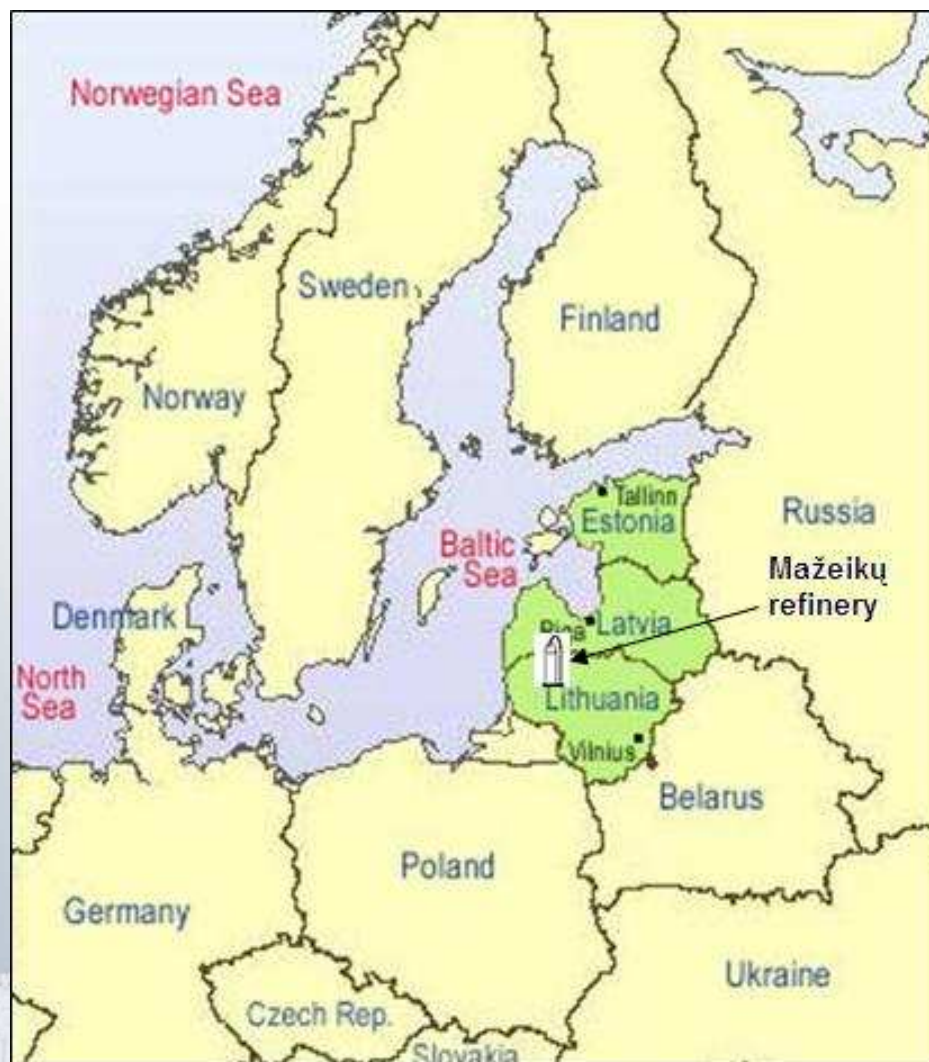 Norwegian Sea
Sweden
Finland
Norway
Tallinn
Estonia
Russia
Baltic
Sea
Mažeikų
refinery
Denmark
Riga
Latvia
North
Sea
Lithuania
Vilnius
Belarus
Poland
Germany
Ukraine
Czech Rep.
Slovakia